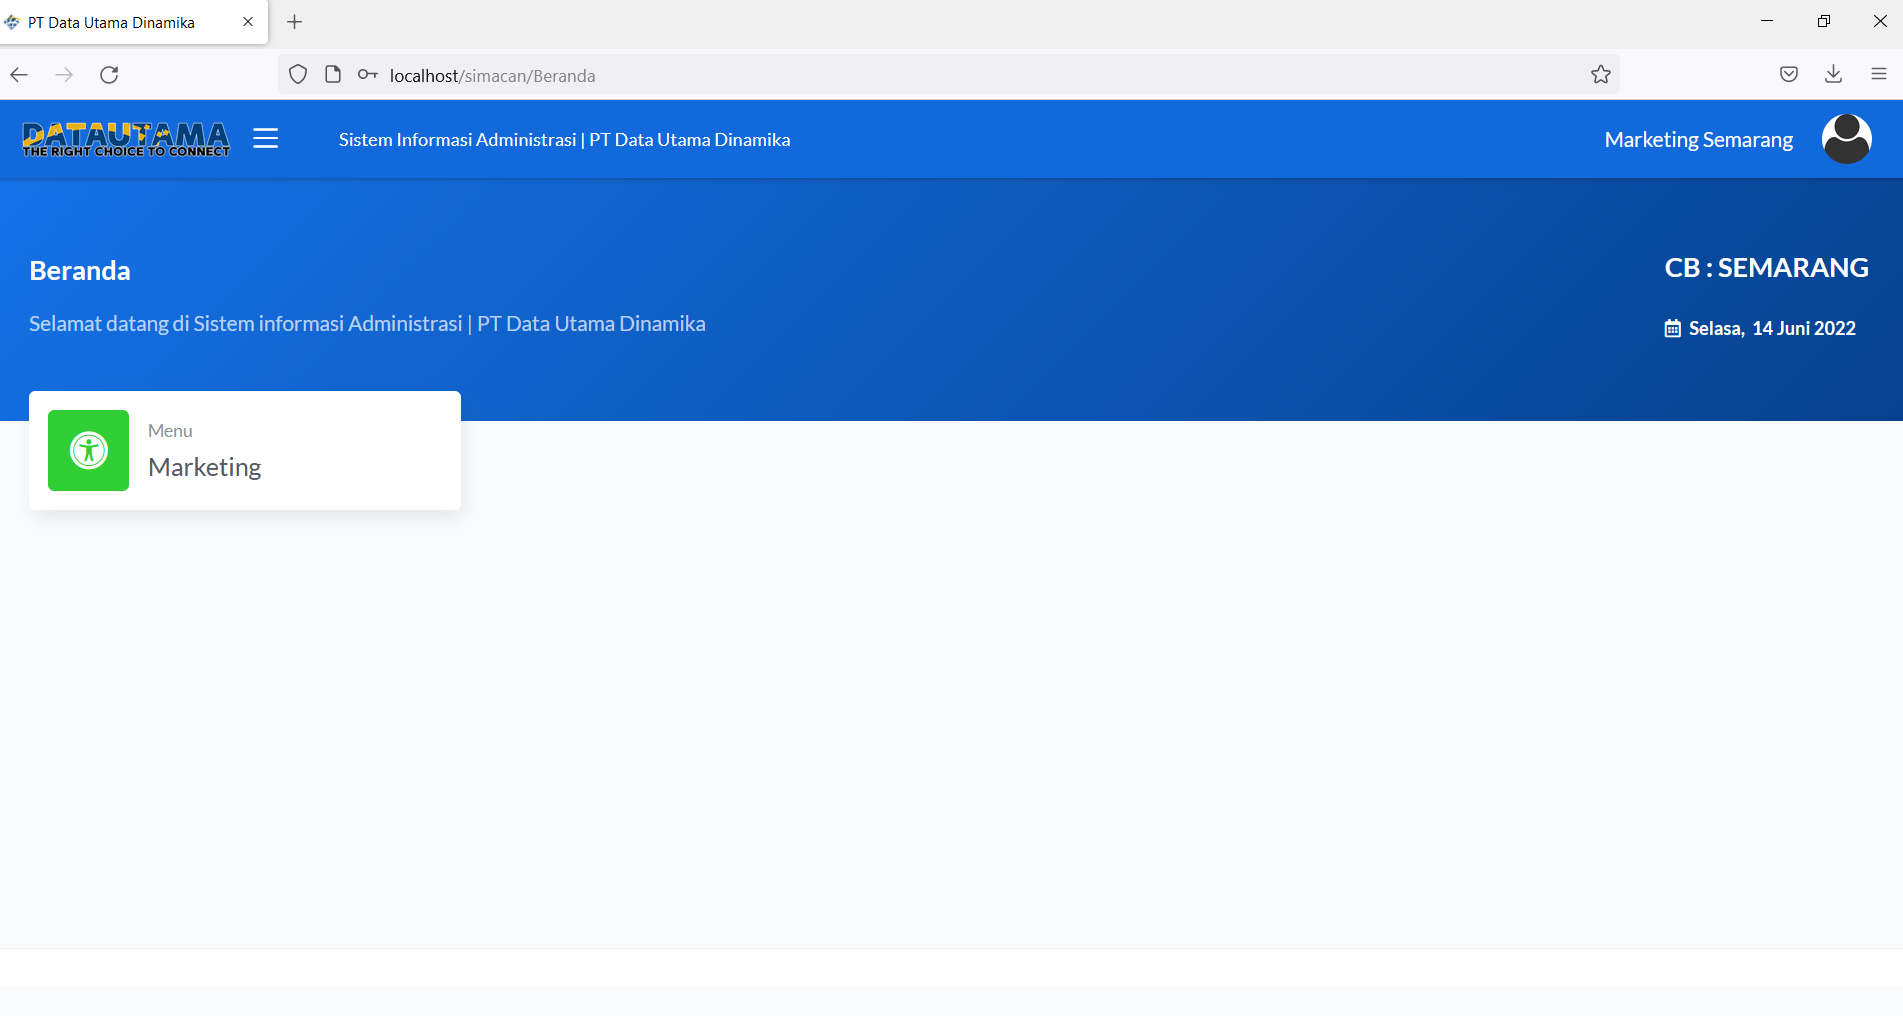 PT Data Utama Dinamika
localhost/simacan/Beranda
DATAUTAMA
THE RIGHT CHOICE TO CONNECT
Sistem Informasi Administrasi | PT Data Utama Dinamika
Marketing Semarang
Beranda
CB : SEMARANG
Selamat datang di Sistem informasi Administrasi | PT Data Utama Dinamika
Selasa, 14 Juni 2022
Menu
Marketing